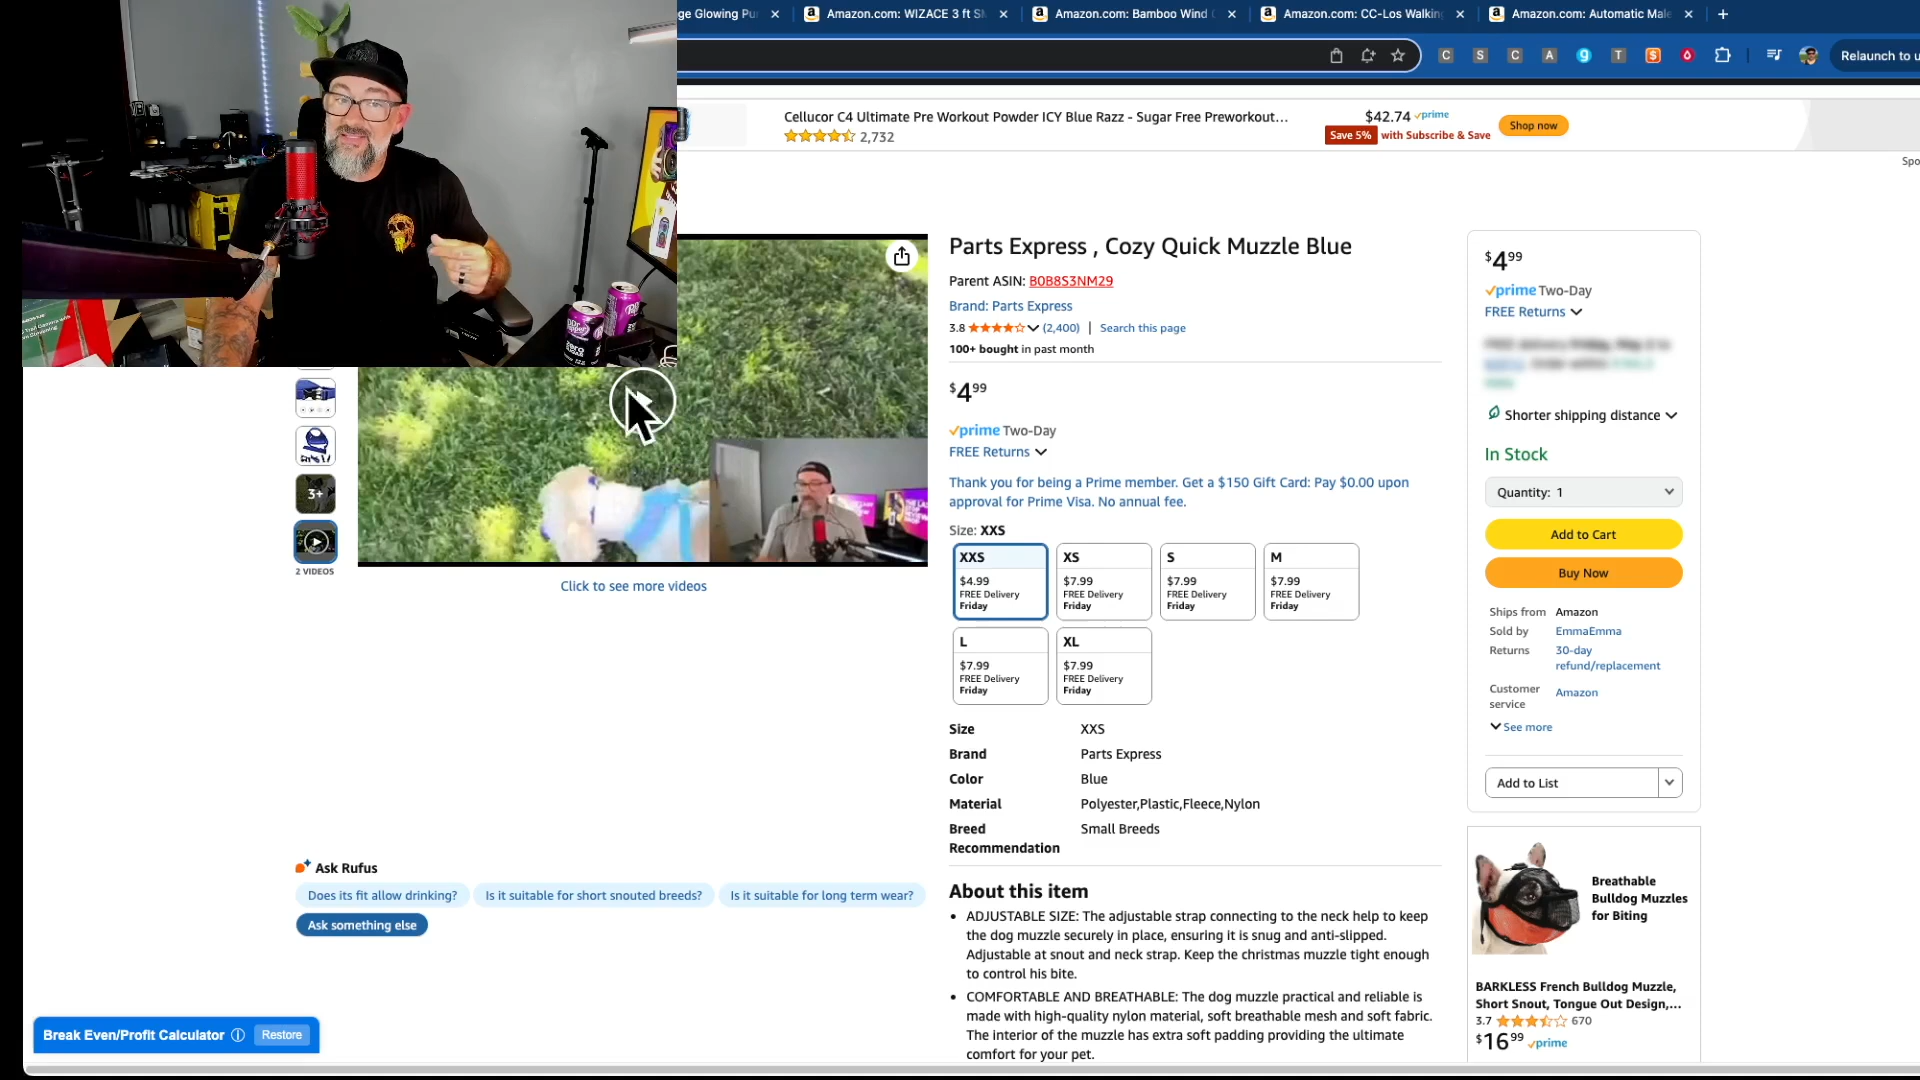 ge Glowing Pu
Amazon.com: WIZACE 3 ft S
Amazon.com: Bamboo Wind
Amazon.com: CC-Los Walking
Amazon.com: Automatic Male
Relaunch to u
Cellucor C4 Ultimate Pre Workout Powder ICY Blue Razz - Sugar Free Preworkout...
2,732
$42.74 prime
Save 5% with Subscribe & Save
Shop now
Spo
Parts Express , Cozy Quick Muzzle Blue
Parent ASIN: B0B8S3NM29
Brand: Parts Express
3.8 (2,400) | Search this page
100+ bought in past month
$4.99
prime Two-Day
FREE Returns
Thank you for being a Prime member. Get a $150 Gift Card: Pay $0.00 upon
approval for Prime Visa. No annual fee.
Size: XXS
XXS
$4.99
FREE Delivery
Friday
XS
$7.99
FREE Delivery
Friday
S
$7.99
FREE Delivery
Friday
M
$7.99
FREE Delivery
Friday
L
$7.99
FREE Delivery
Friday
XL
$7.99
FREE Delivery
Friday
Size XXS
Brand Parts Express
Color Blue
Material Polyester,Plastic,Fleece,Nylon
Breed Small Breeds
Recommendation
About this item
• ADJUSTABLE SIZE: The adjustable strap connecting to the neck help to keep
the dog muzzle securely in place, ensuring it is snug and anti-slipped.
Adjustable at snout and neck strap. Keep the christmas muzzle tight enough
to control his bite.
• COMFORTABLE AND BREATHABLE: The dog muzzle practical and reliable is
made with high-quality nylon material, soft breathable mesh and soft fabric.
The interior of the muzzle has extra soft padding providing the ultimate
comfort for your pet.
3+
2 VIDEOS
Click to see more videos
Ask Rufus
Does its fit allow drinking?
Is it suitable for short snouted breeds?
Is it suitable for long term wear?
Ask something else
Break Even/Profit Calculator
Restore
$4.99
prime Two-Day
FREE Returns
Shorter shipping distance
In Stock
Quantity: 1
Add to Cart
Buy Now
Ships from Amazon
Sold by EmmaEmma
Returns 30-day
refund/replacement
Customer Amazon
service
See more
Add to List
Breathable
Bulldog Muzzles
for Biting
BARKLESS French Bulldog Muzzle,
Short Snout, Tongue Out Design,...
3.7 670
$16.99 prime